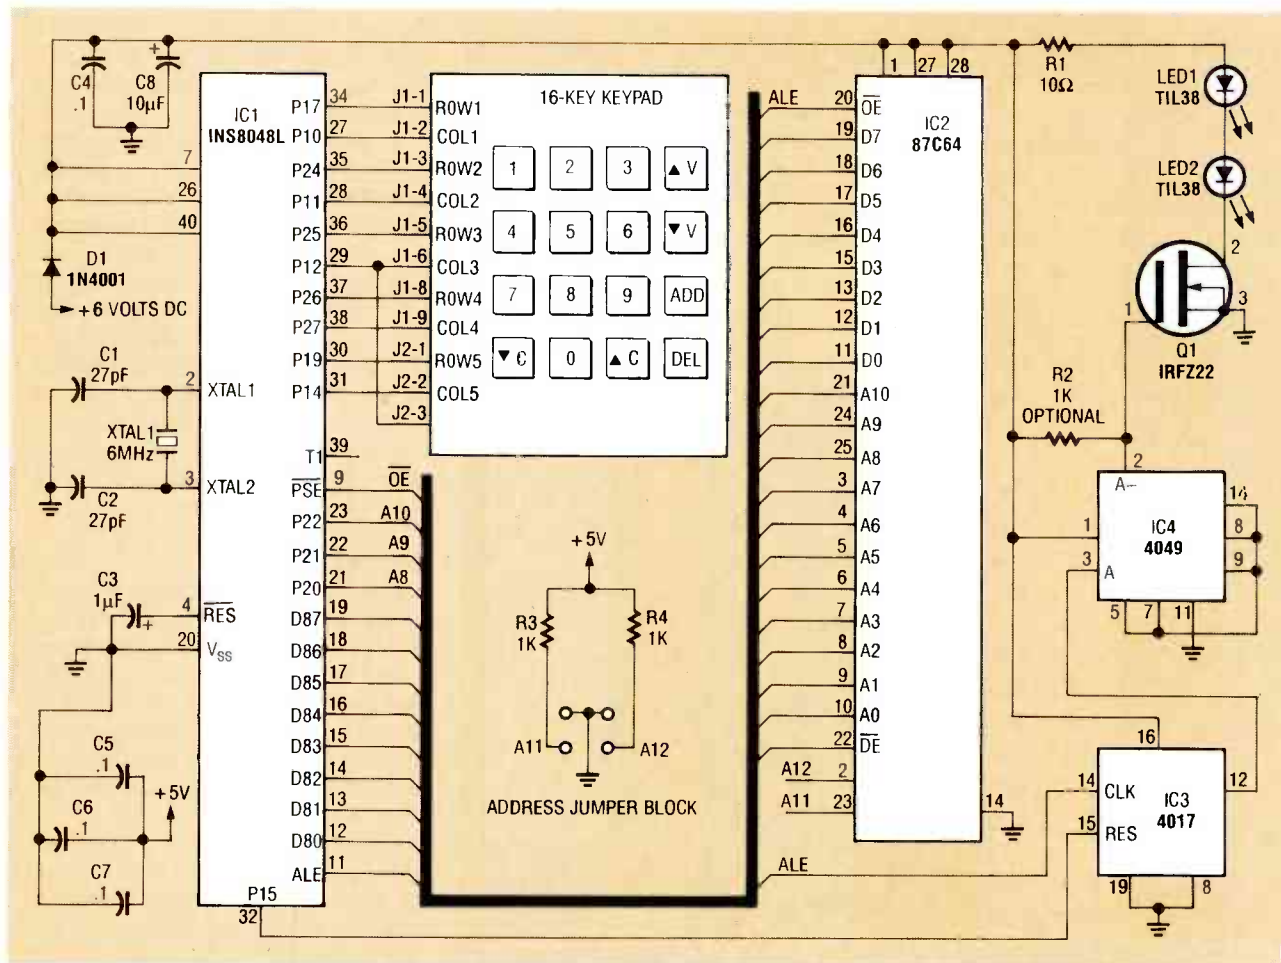 C4
.1
+
C8
10µF
7
26
40
D1
1N4001
+6 VOLTS DC
C1
27pF
2
XTAL1
6MHz
3
C2
27pF
C3
1µF
+
4
20
C5
.1
C6
.1
C7
.1
+5V
IC1
INS8048L
XTAL1
XTAL2
RES
VSS
P15
32
P17 34 J1-1
P10 27 J1-2
P24 35 J1-3
P11 28 J1-4
P25 36 J1-5
P12 29 J1-6
P26 37 J1-8
P27 38 J1-9
P19 30 J2-1
P14 31 J2-2
J2-3
T1 39
PSE 9 OE
P22 23 A10
P21 22 A9
P20 21 A8
D87 19
D86 18
D85 17
D84 16
D83 15
D82 14
D81 13
D80 12
ALE 11
16-KEY KEYPAD
ROW1
COL1
ROW2
COL2
ROW3
COL3
ROW4
COL4
ROW5
COL5
1 2 3 ▲V
4 5 6 ▼V
7 8 9 ADD
▼C 0 ▲C DEL
+5V
R3
1K
R4
1K
A11
A12
ADDRESS JUMPER BLOCK
1 27 28
IC2
87C64
ALE 20 OE
19 D7
18 D6
17 D5
16 D4
15 D3
13 D2
12 D1
11 D0
21 A10
24 A9
25 A8
3 A7
4 A6
5 A5
6 A4
7 A3
8 A2
9 A1
10 A0
22 DE
A12 2
A11 23
14
ALE
R1
10Ω
LED1
TIL38
LED2
TIL38
2
1
3
Q1
IRFZ22
R2
1K
OPTIONAL
2
A-
14
1
IC4
4049
8
3
A
9
5 7 11
16
14 CLK
12
IC3
4017
15 RES
19
8